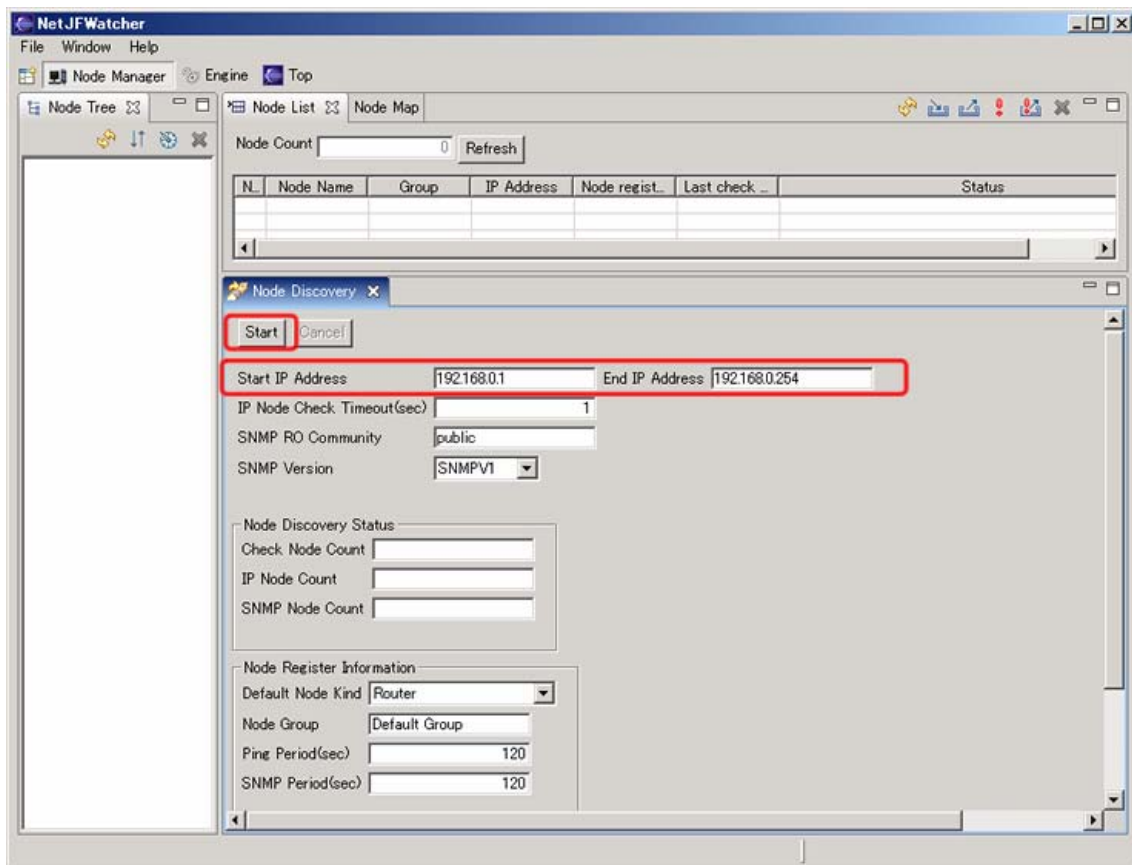 NetJFWatcher
File Window Help
Node Manager Engine Top
Node Tree
Node List Node Map
Node Count 0 Refresh
N... Node Name Group IP Address Node regist... Last check ... Status
Node Discovery
Start Cancel
Start IP Address 192.168.0.1 End IP Address 192.168.0.254
IP Node Check Timeout(sec) 1
SNMP RO Community public
SNMP Version SNMPV1
Node Discovery Status
Check Node Count
IP Node Count
SNMP Node Count
Node Register Information
Default Node Kind Router
Node Group Default Group
Ping Period(sec) 120
SNMP Period(sec) 120